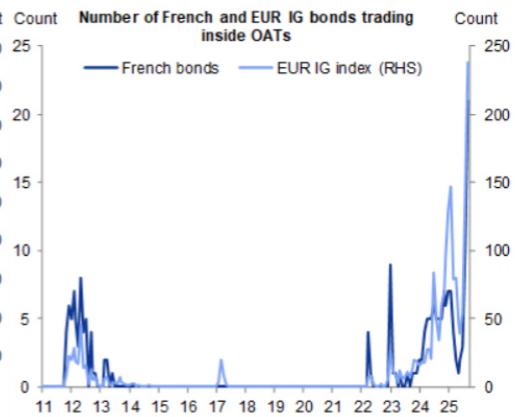 Count
Number of French and EUR IG bonds trading
inside OATs
Count
French bonds
EUR IG index (RHS)
25
20
15
10
5
0
250
200
150
100
50
0
11 12 13 14 15 16 17 18 19 20 21 22 23 24 25